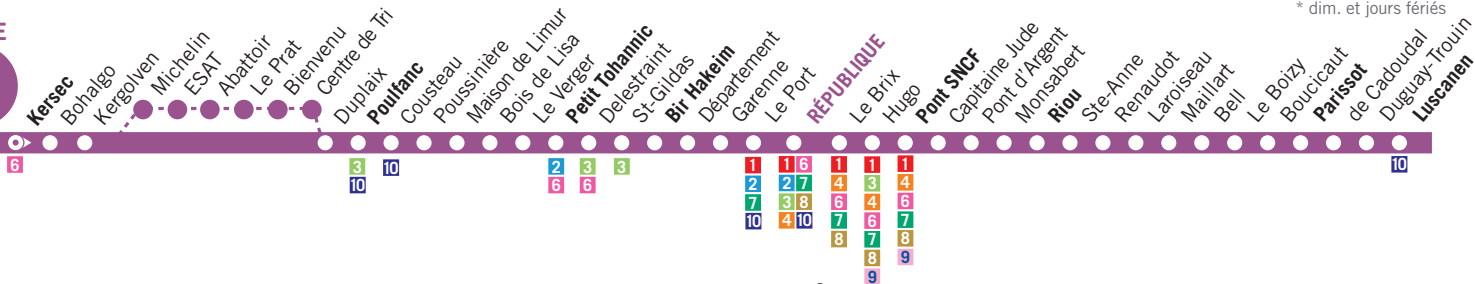 E
* dim. et jours fériés
Kersec
Bohalgo
Kergolven
Michelin
ESAT
Abattoir
Le Prat
Bienvenu
Centre de Tri
Duplaix
Poulfanc
Cousteau
Poussinière
Maison de Limur
Bois de Lisa
Le Verger
Petit Tohannic
Delestraint
St-Gildas
Bir Hakeim
Département
Garenne
Le Port
RÉPUBLIQUE
Le Brix
Hugo
Pont SNCF
Capitaine Jude
Pont d'Argent
Monsabert
Riou
Ste-Anne
Renaudot
Laroiseau
Maillart
Bell
Le Boizy
Boucicaut
Parissot
de Cadoudal
Duguay-Trouin
Luscanen
6
3
10
10
2
6
3
6
3
1
2
7
10
1 6
2 7
3 8
4 10
1
4
6
7
8
1
3
4
6
7
8
9
1
4
6
7
8
9
10